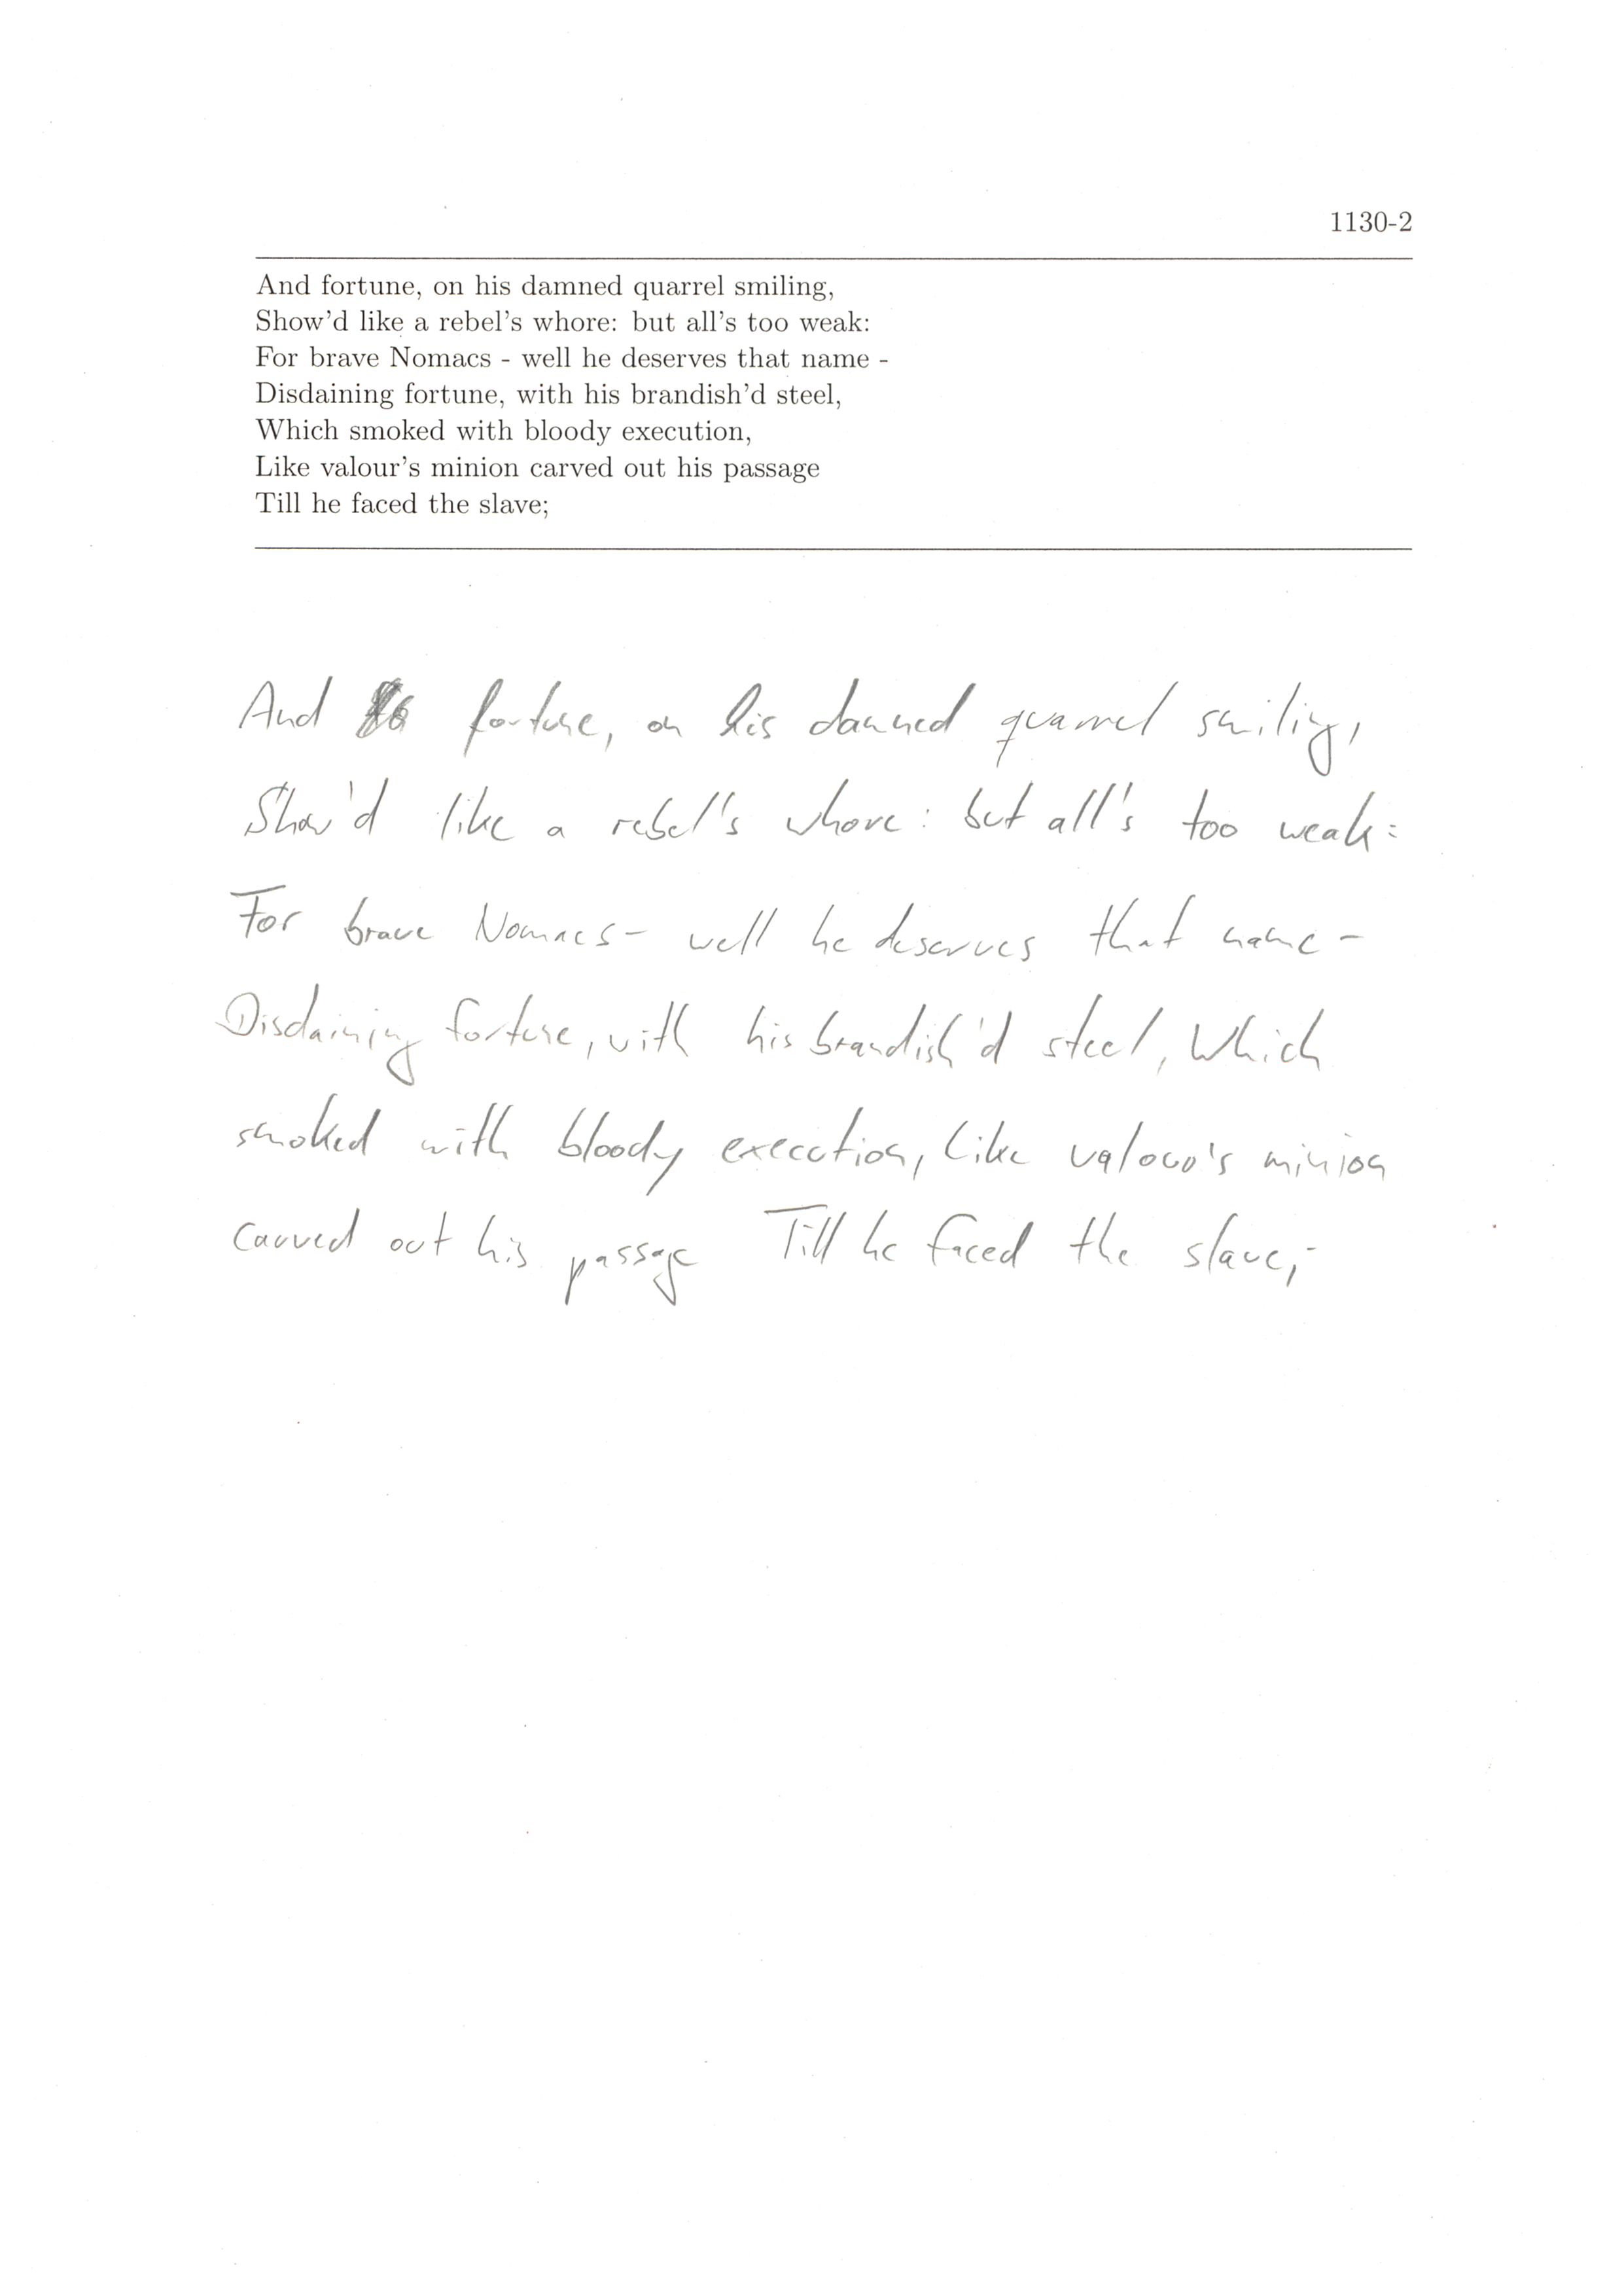 1130-2
And fortune, on his damned quarrel smiling,
Show'd like a rebel's whore: but all's too weak:
For brave Nomacs - well he deserves that name -
Disdaining fortune, with his brandish'd steel,
Which smoked with bloody execution,
Like valour's minion carved out his passage
Till he faced the slave;
And fortune, on his damned quarrel smiling,
Show'd like a rebel's whore: but all's too weak:
For brave Nomacs - well he deserves that name -
Disdaining fortune, with his brandish'd steel, Which
smoked with bloody execution, Like valour's minion
carved out his passage Till he faced the slave;